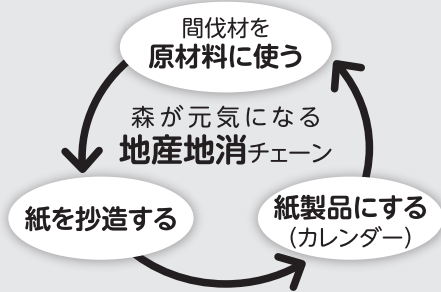 間伐材を
原材料に使う
森が元気になる
地産地消チェーン
紙を抄造する
紙製品にする
(カレンダー)